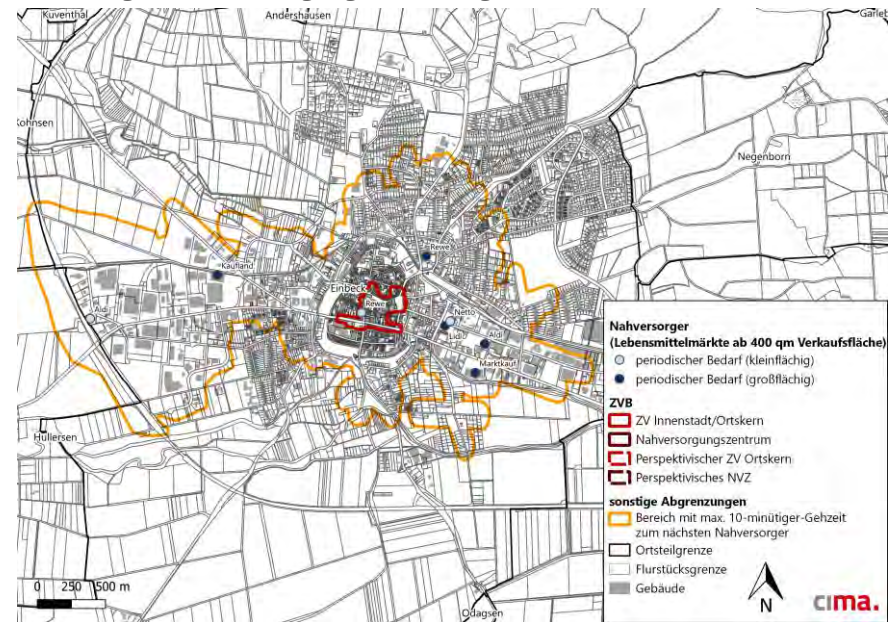 Kuventhal
Andershausen
Garlebsen
Kohnsen
Negenborn
Rewe
Kaufland
Einbeck
Rewe
Aldi
Netto
Lidl
Aldi
Marktkauf
Hullersen
Odagsen
0 250 500 m
Nahversorger
(Lebensmittelmärkte ab 400 qm Verkaufsfläche)
periodischer Bedarf (kleinflächig)
periodischer Bedarf (großflächig)
ZVB
ZV Innenstadt/Ortskern
Nahversorgungszentrum
Perspektivischer ZV Ortskern
Perspektivisches NVZ
sonstige Abgrenzungen
Bereich mit max. 10-minütiger-Gehzeit
zum nächsten Nahversorger
Ortsteilgrenze
Flurstücksgrenze
Gebäude
N
cima.